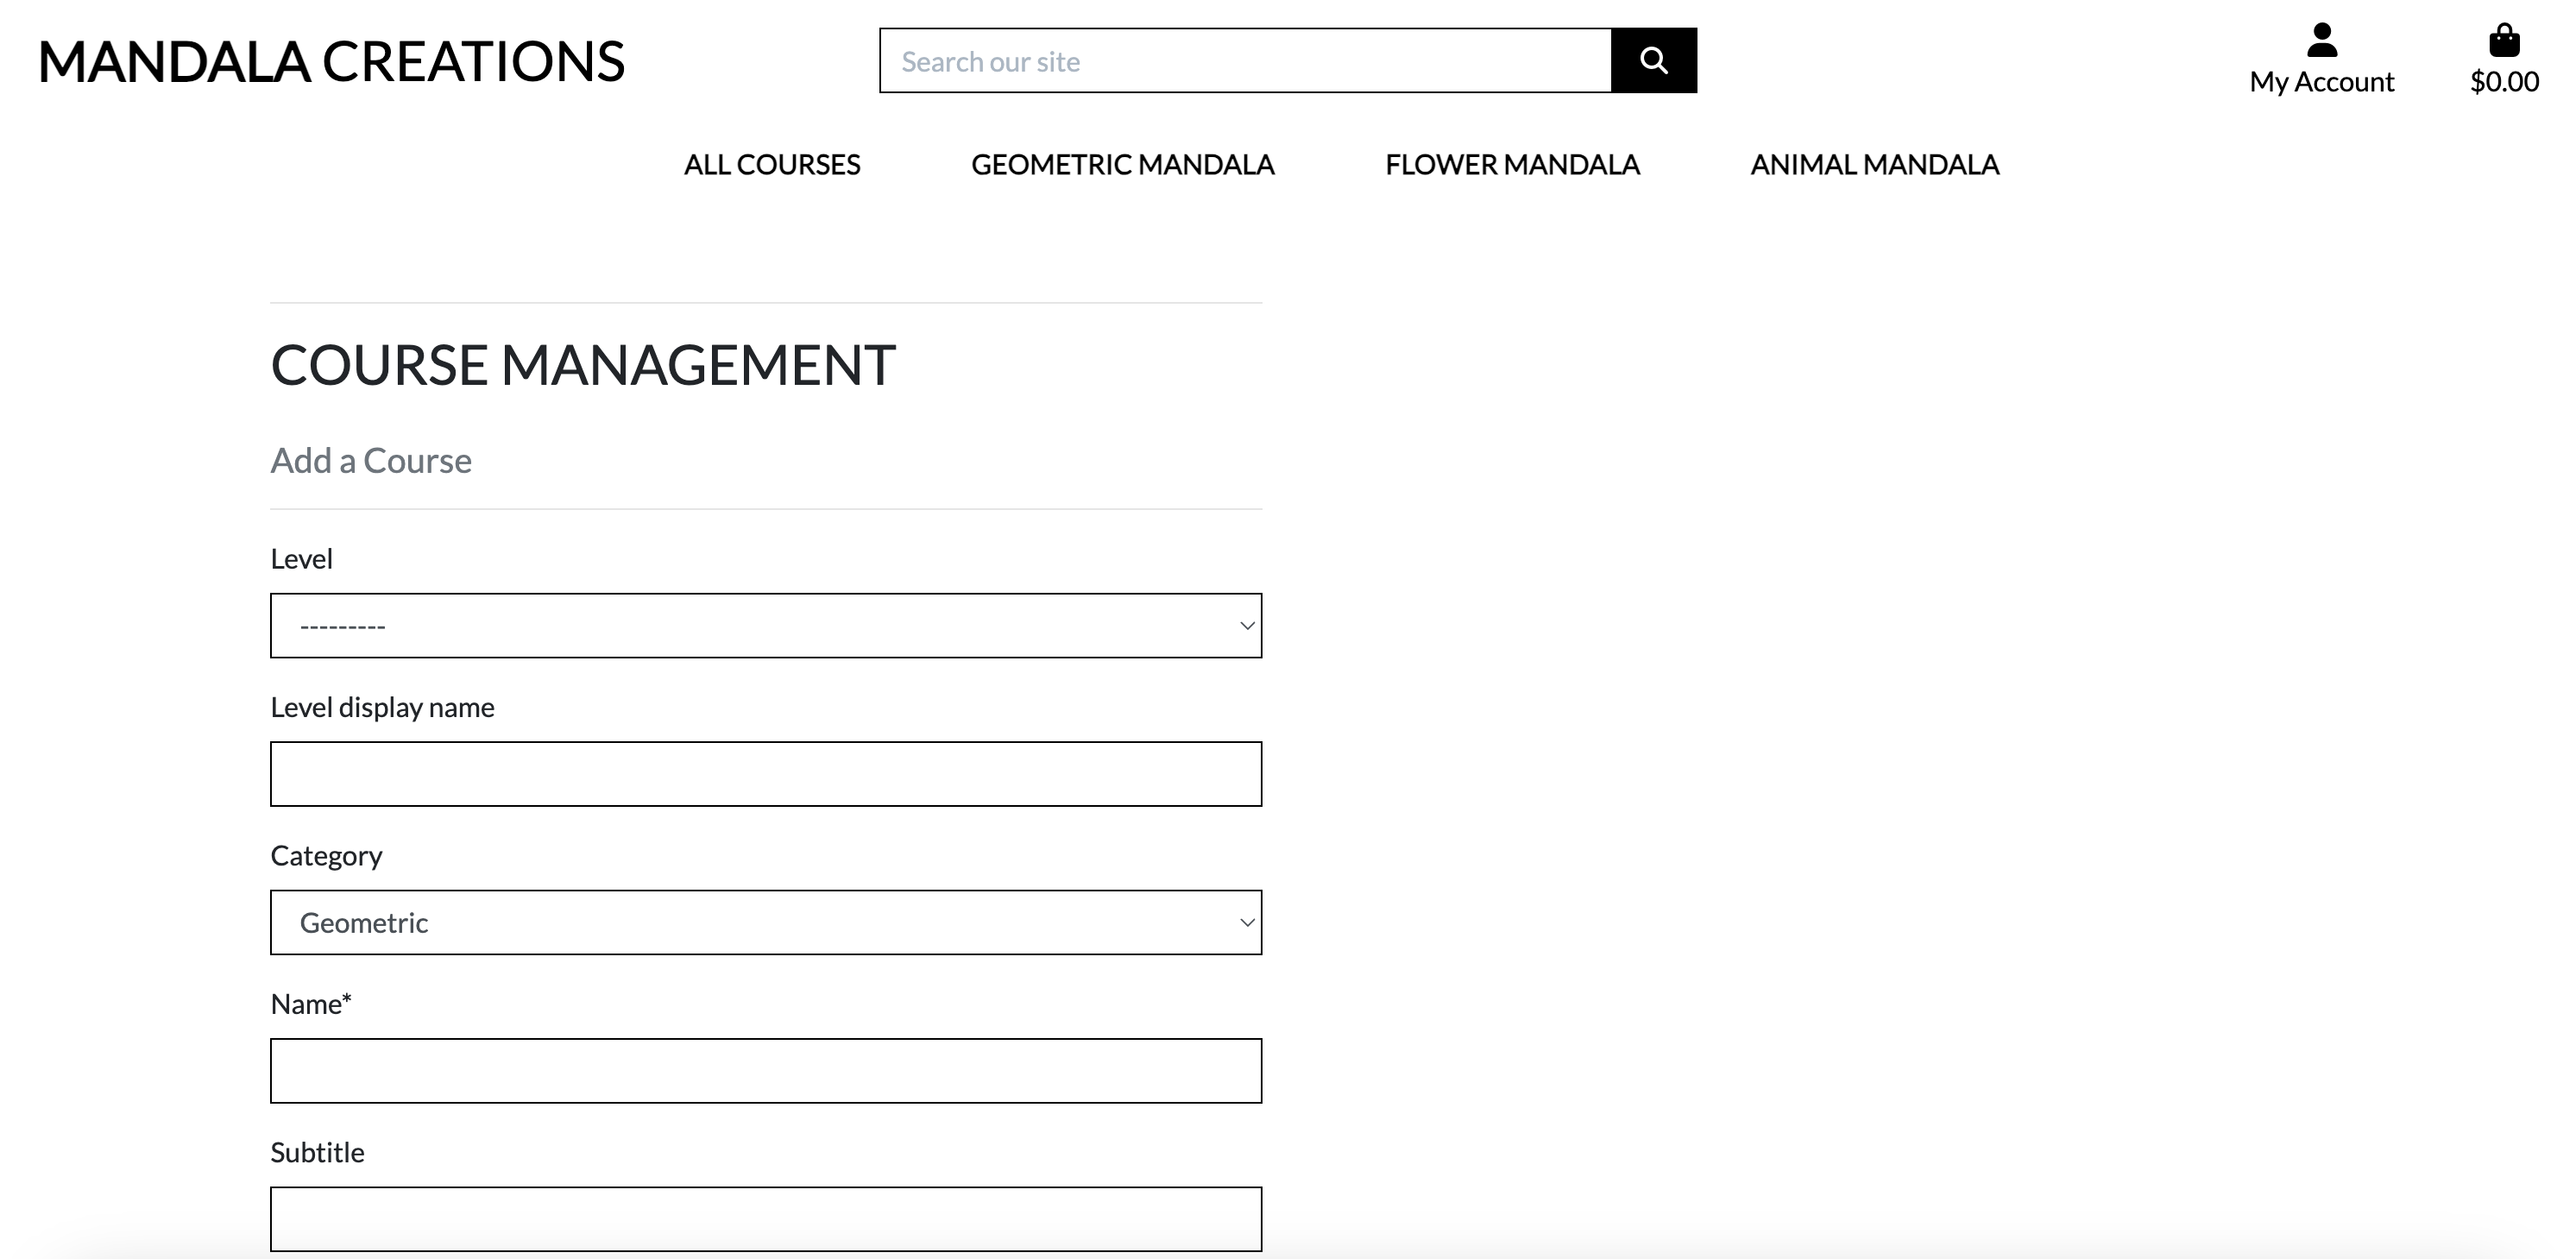 MANDALA CREATIONS
Search our site
My Account
$0.00
ALL COURSES
GEOMETRIC MANDALA
FLOWER MANDALA
ANIMAL MANDALA
COURSE MANAGEMENT
Add a Course
Level
---------
Level display name
Category
Geometric
Name*
Subtitle